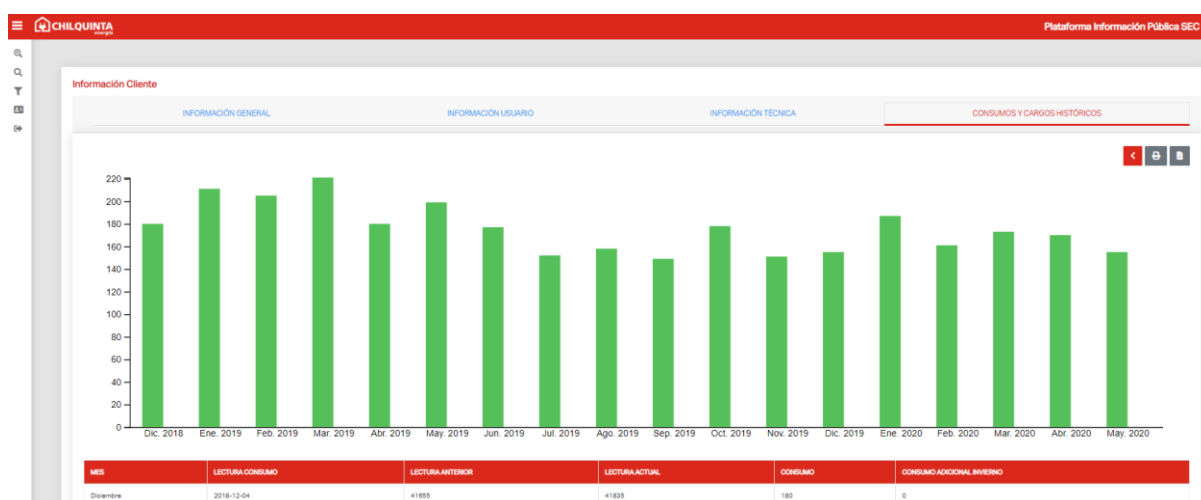 CHILQUINTA
energía
Plataforma Información Pública SEC
Información Cliente
INFORMACIÓN GENERAL INFORMACIÓN USUARIO INFORMACIÓN TÉCNICA CONSUMOS Y CARGOS HISTÓRICOS
220
200
180
160
140
120
100
80
60
40
20
0
Dic. 2018 Ene. 2019 Feb. 2019 Mar. 2019 Abr. 2019 May. 2019 Jun. 2019 Jul. 2019 Ago. 2019 Sep. 2019 Oct. 2019 Nov. 2019 Dic. 2019 Ene. 2020 Feb. 2020 Mar. 2020 Abr. 2020 May. 2020
MES LECTURA CONSUMO LECTURA ANTERIOR LECTURA ACTUAL CONSUMO CONSUMO ADICIONAL INVIERNO
Diciembre 2018-12-04 41655 41835 180 0